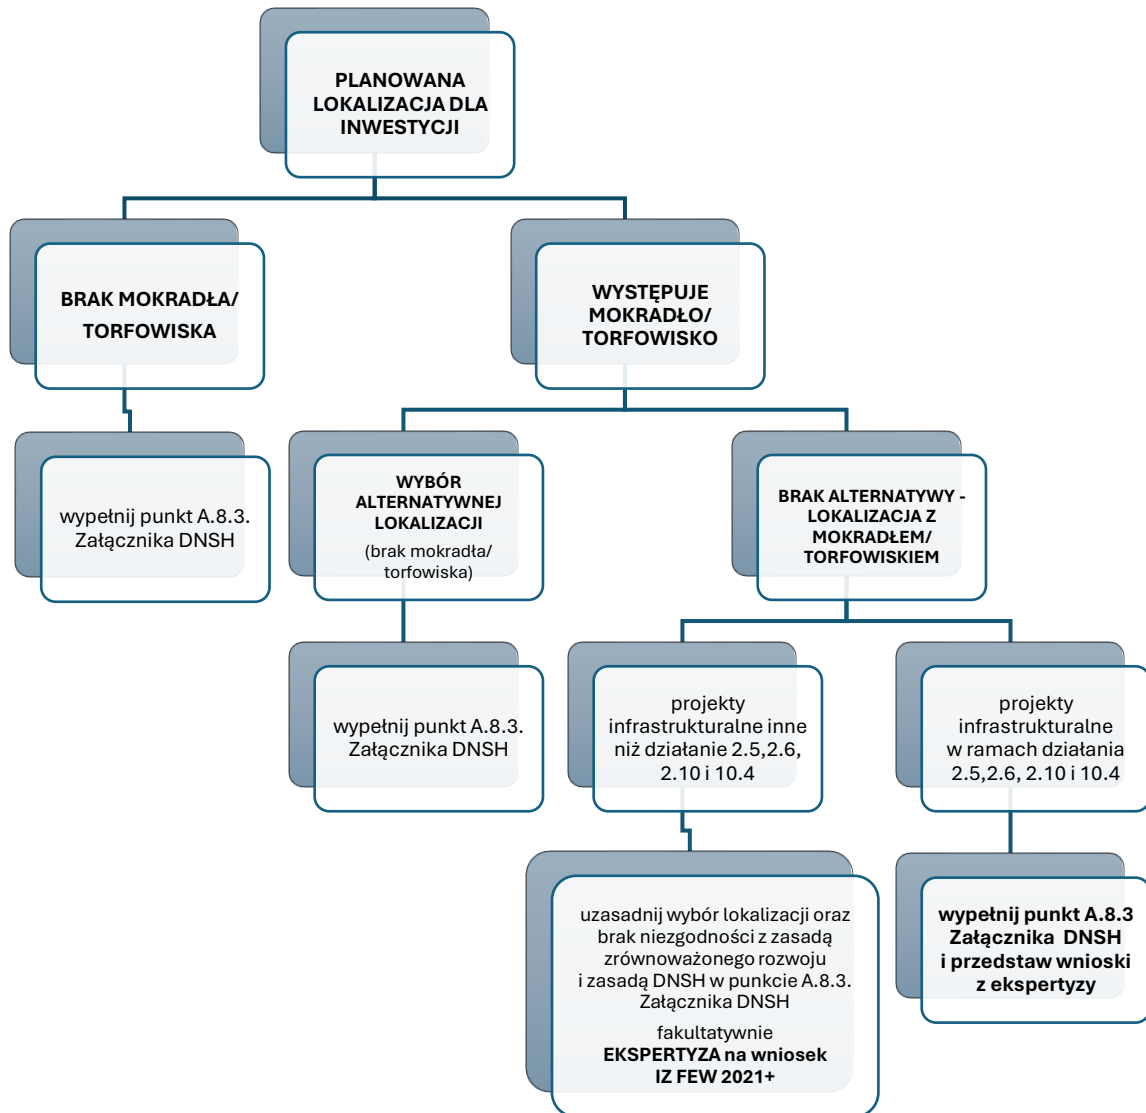 PLANOWANA
LOKALIZACJA DLA
INWESTYCJI
BRAK MOKRADŁA/
TORFOWISKA
WYSTĘPUJE
MOKRADŁO/
TORFOWISKO
wypełnij punkt A.8.3.
Załącznika DNSH
WYBÓR
ALTERNATYWNEJ
LOKALIZACJI
(brak mokradła/
torfowiska)
BRAK ALTERNATYWY -
LOKALIZACJA Z
MOKRADŁEM/
TORFOWISKIEM
wypełnij punkt A.8.3.
Załącznika DNSH
projekty
infrastrukturalne inne
niż działanie 2.5,2.6,
2.10 i 10.4
projekty
infrastrukturalne
w ramach działania
2.5,2.6, 2.10 i 10.4
uzasadnij wybór lokalizacji oraz
brak niezgodności z zasadą
zrównoważonego rozwoju
i zasadą DNSH w punkcie A.8.3.
Załącznika DNSH
fakultatywnie
EKSPERTYZA na wniosek
IZ FEW 2021+
wypełnij punkt A.8.3
Załącznika DNSH
i przedstaw wnioski
z ekspertyzy